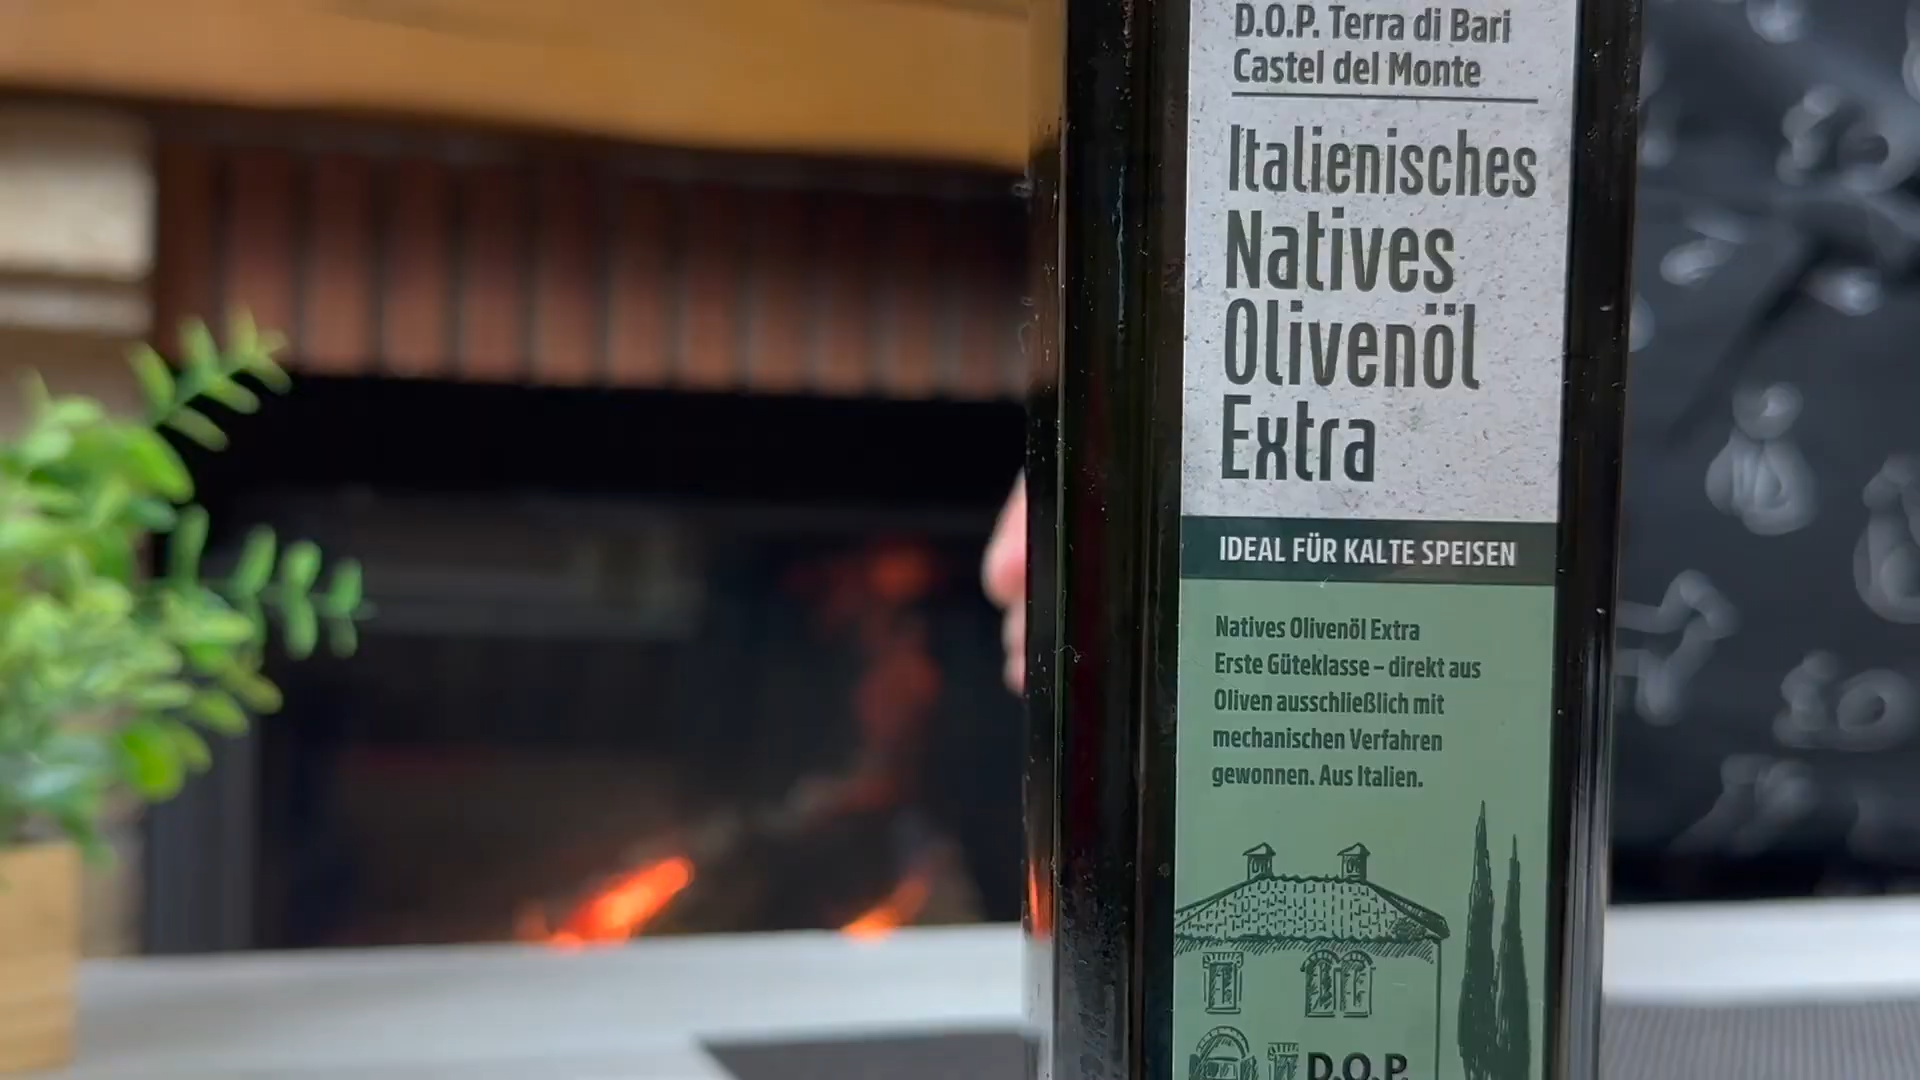 D.O.P. Terra di Bari
Castel del Monte
Italienisches
Natives
Olivenöl
Extra
IDEAL FÜR KALTE SPEISEN
Natives Olivenöl Extra
Erste Güteklasse – direkt aus
Oliven ausschließlich mit
mechanischen Verfahren
gewonnen. Aus Italien.
D.O.P.